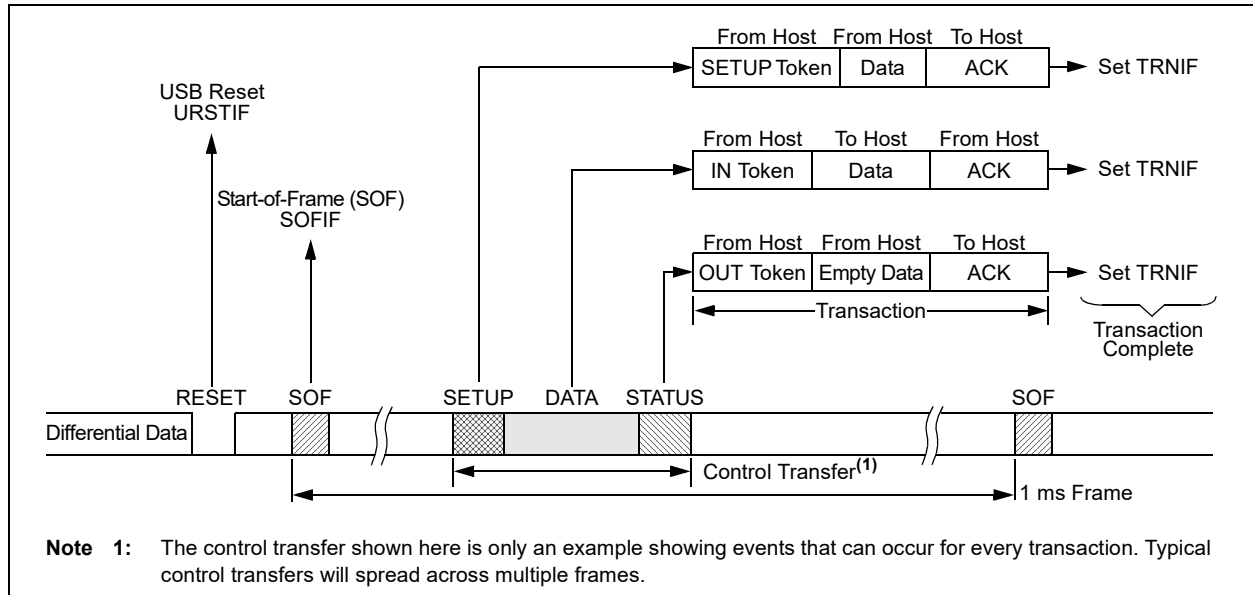 From Host From Host To Host
SETUP Token Data ACK Set TRNIF
USB Reset
URSTIF
From Host To Host From Host
IN Token Data ACK Set TRNIF
Start-of-Frame (SOF)
SOFIF
From Host From Host To Host
OUT Token Empty Data ACK Set TRNIF
Transaction
Transaction
Complete
RESET SOF SETUP DATA STATUS SOF
Differential Data
Control Transfer(1)
1 ms Frame
Note 1: The control transfer shown here is only an example showing events that can occur for every transaction. Typical
control transfers will spread across multiple frames.